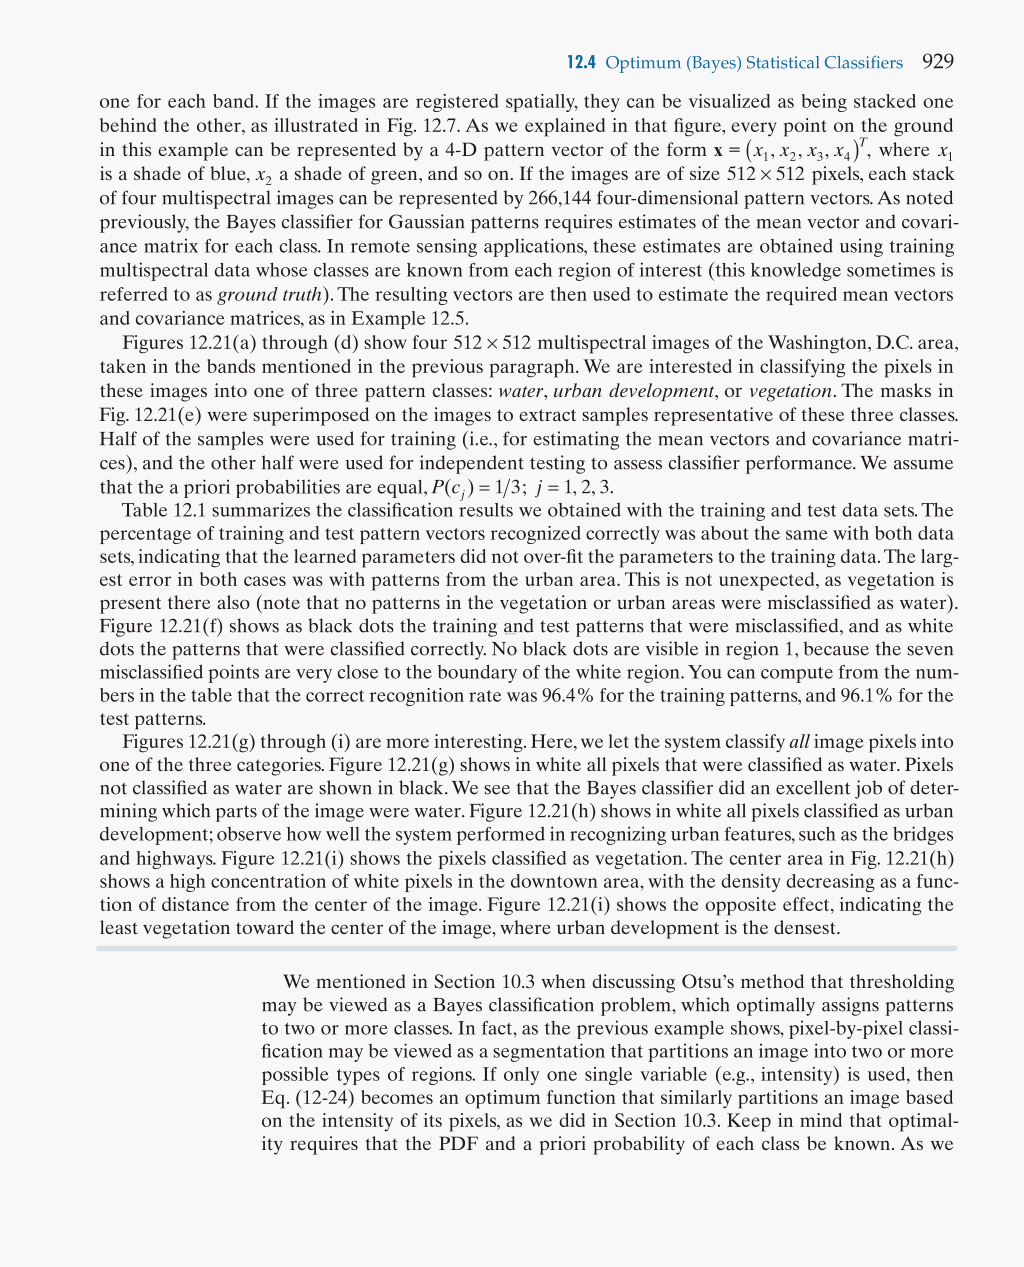 12.4 Optimum (Bayes) Statistical Classifiers 929
one for each band. If the images are registered spatially, they can be visualized as being stacked one
behind the other, as illustrated in Fig. 12.7. As we explained in that figure, every point on the ground
in this example can be represented by a 4-D pattern vector of the form x = (x₁, x₂, x₃, x₄)ᵀ, where x₁
is a shade of blue, x₂ a shade of green, and so on. If the images are of size 512 × 512 pixels, each stack
of four multispectral images can be represented by 266,144 four-dimensional pattern vectors. As noted
previously, the Bayes classifier for Gaussian patterns requires estimates of the mean vector and covari-
ance matrix for each class. In remote sensing applications, these estimates are obtained using training
multispectral data whose classes are known from each region of interest (this knowledge sometimes is
referred to as ground truth). The resulting vectors are then used to estimate the required mean vectors
and covariance matrices, as in Example 12.5.
Figures 12.21(a) through (d) show four 512 × 512 multispectral images of the Washington, D.C. area,
taken in the bands mentioned in the previous paragraph. We are interested in classifying the pixels in
these images into one of three pattern classes: water, urban development, or vegetation. The masks in
Fig. 12.21(e) were superimposed on the images to extract samples representative of these three classes.
Half of the samples were used for training (i.e., for estimating the mean vectors and covariance matri-
ces), and the other half were used for independent testing to assess classifier performance. We assume
that the a priori probabilities are equal, P(cⱼ) = 1/3; j = 1, 2, 3.
Table 12.1 summarizes the classification results we obtained with the training and test data sets. The
percentage of training and test pattern vectors recognized correctly was about the same with both data
sets, indicating that the learned parameters did not over-fit the parameters to the training data. The larg-
est error in both cases was with patterns from the urban area. This is not unexpected, as vegetation is
present there also (note that no patterns in the vegetation or urban areas were misclassified as water).
Figure 12.21(f) shows as black dots the training and test patterns that were misclassified, and as white
dots the patterns that were classified correctly. No black dots are visible in region 1, because the seven
misclassified points are very close to the boundary of the white region. You can compute from the num-
bers in the table that the correct recognition rate was 96.4% for the training patterns, and 96.1% for the
test patterns.
Figures 12.21(g) through (i) are more interesting. Here, we let the system classify all image pixels into
one of the three categories. Figure 12.21(g) shows in white all pixels that were classified as water. Pixels
not classified as water are shown in black. We see that the Bayes classifier did an excellent job of deter-
mining which parts of the image were water. Figure 12.21(h) shows in white all pixels classified as urban
development; observe how well the system performed in recognizing urban features, such as the bridges
and highways. Figure 12.21(i) shows the pixels classified as vegetation. The center area in Fig. 12.21(h)
shows a high concentration of white pixels in the downtown area, with the density decreasing as a func-
tion of distance from the center of the image. Figure 12.21(i) shows the opposite effect, indicating the
least vegetation toward the center of the image, where urban development is the densest.
We mentioned in Section 10.3 when discussing Otsu's method that thresholding
may be viewed as a Bayes classification problem, which optimally assigns patterns
to two or more classes. In fact, as the previous example shows, pixel-by-pixel classi-
fication may be viewed as a segmentation that partitions an image into two or more
possible types of regions. If only one single variable (e.g., intensity) is used, then
Eq. (12-24) becomes an optimum function that similarly partitions an image based
on the intensity of its pixels, as we did in Section 10.3. Keep in mind that optimal-
ity requires that the PDF and a priori probability of each class be known. As we